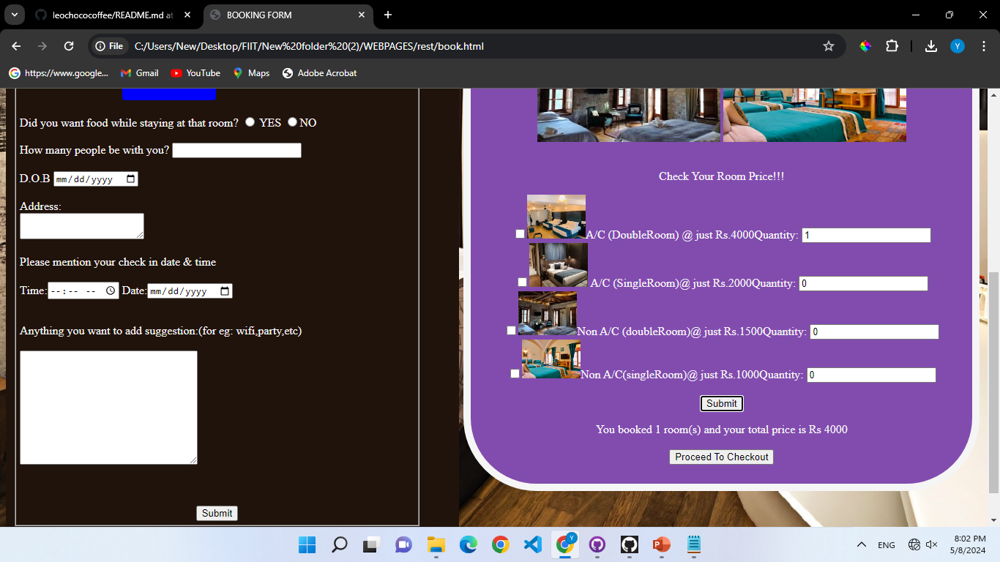 leochococoffee/README.md at
BOOKING FORM
File
C:/Users/New/Desktop/FIIT/New%20folder%20(2)/WEBPAGES/rest/book.html
Y
https://www.google...
Gmail
YouTube
Maps
Adobe Acrobat
Did you want food while staying at that room? YES NO
How many people be with you?
D.O.B mm/dd/yyyy
Address:
Please mention your check in date & time
Time: --:-- -- Date: mm/dd/yyyy
Anything you want to add suggestion:(for eg: wifi,party,etc)
Submit
Check Your Room Price!!!
A/C (DoubleRoom) @ just Rs.4000Quantity: 1
A/C (SingleRoom)@ just Rs.2000Quantity: 0
Non A/C (doubleRoom)@ just Rs.1500Quantity: 0
Non A/C(singleRoom)@ just Rs.1000Quantity: 0
Submit
You booked 1 room(s) and your total price is Rs 4000
Proceed To Checkout
Y
ENG
8:02 PM
5/8/2024